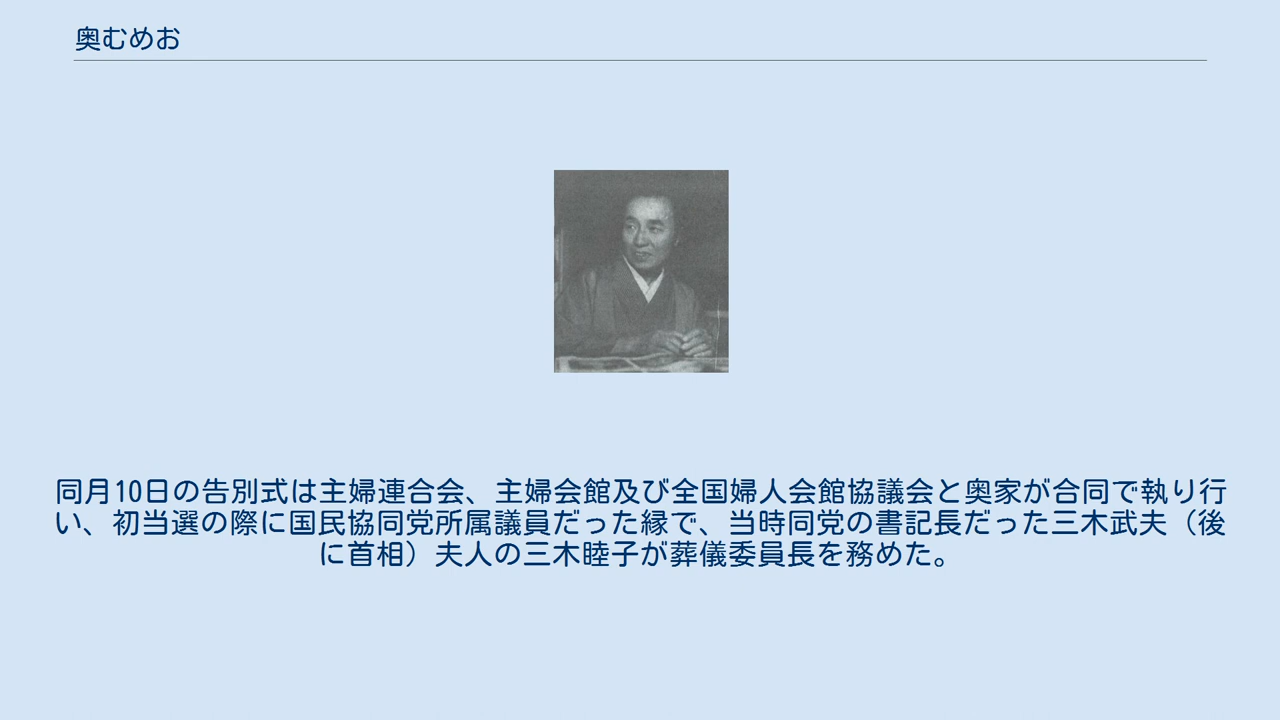 奥むめお
同月10日の告別式は主婦連合会、主婦会館及び全国婦人会館協議会と奥家が合同で執り行
い、初当選の際に国民協同党所属議員だった縁で、当時同党の書記長だった三木武夫（後
に首相）夫人の三木睦子が葬儀委員長を務めた。